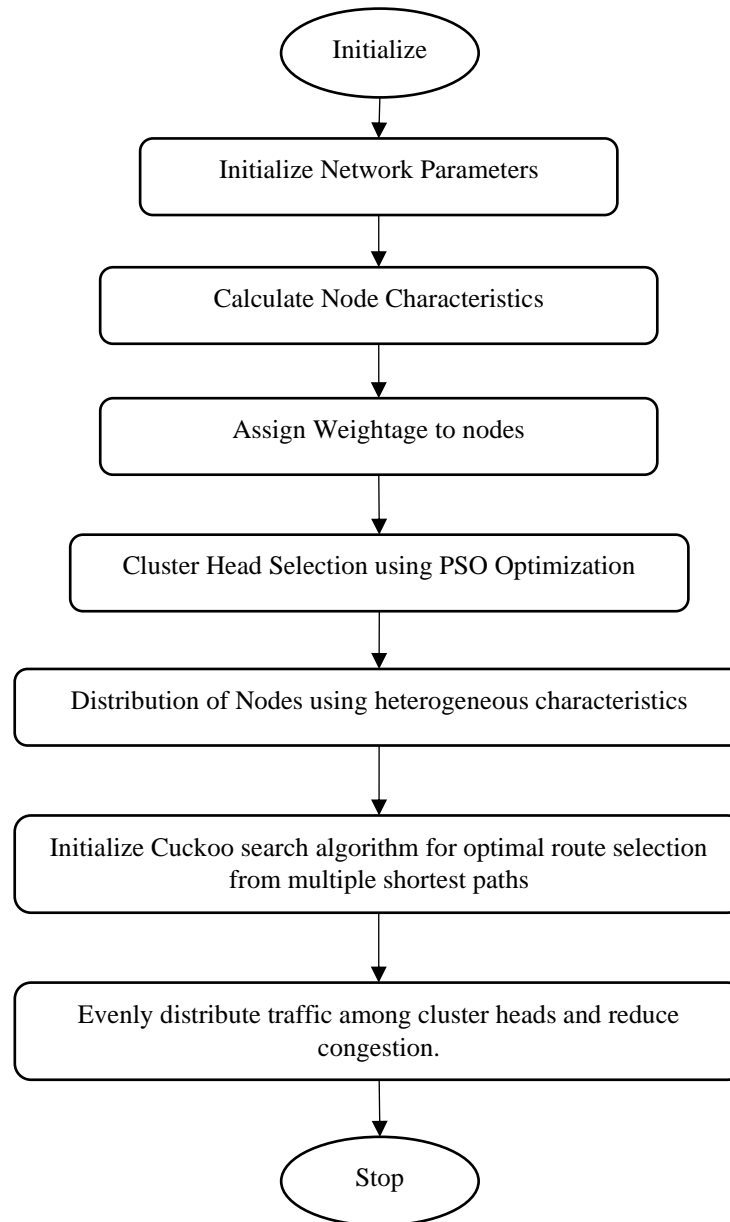 Initialize
Initialize Network Parameters
Calculate Node Characteristics
Assign Weightage to nodes
Cluster Head Selection using PSO Optimization
Distribution of Nodes using heterogeneous characteristics
Initialize Cuckoo search algorithm for optimal route selection
from multiple shortest paths
Evenly distribute traffic among cluster heads and reduce
congestion.
Stop